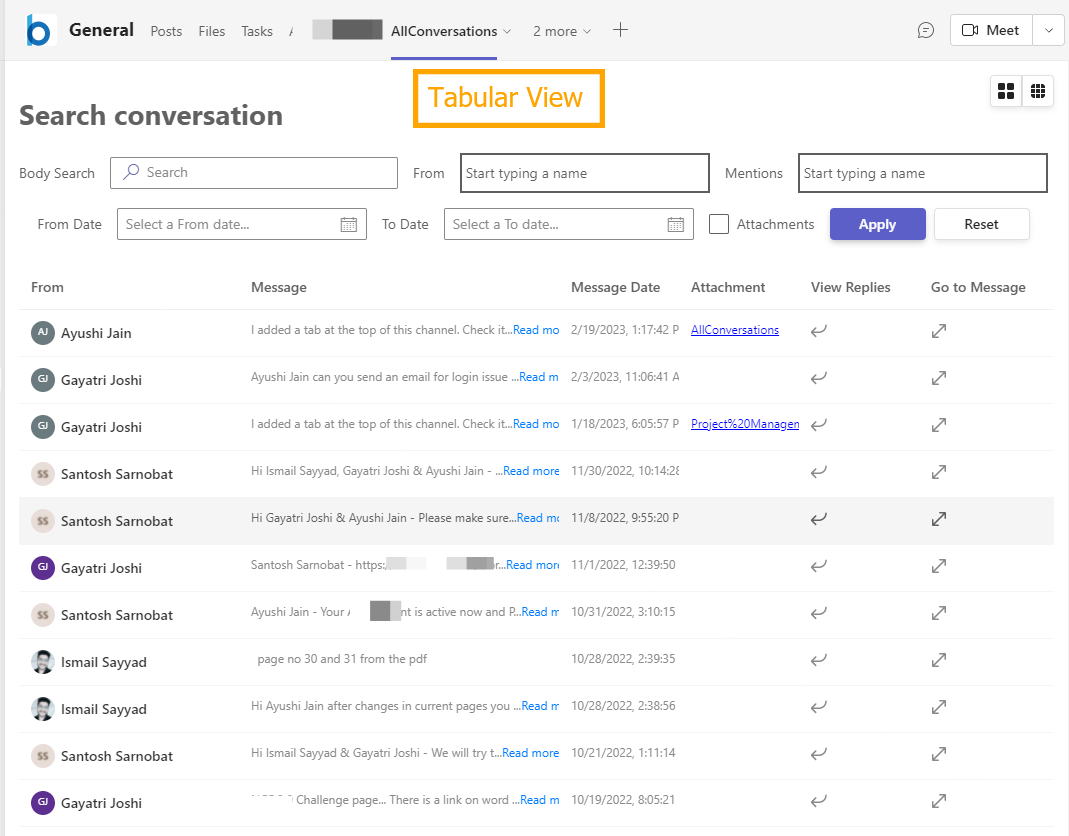 General Posts Files Tasks AllConversations 2 more Meet
Tabular View
Search conversation
Body Search Search From Start typing a name Mentions Start typing a name
From Date Select a From date... To Date Select a To date... Attachments Apply Reset
From Message Message Date Attachment View Replies Go to Message
AJ Ayushi Jain I added a tab at the top of this channel. Check it...Read mo 2/19/2023, 1:17:42 P AllConversations
GJ Gayatri Joshi Ayushi Jain can you send an email for login issue ...Read m 2/3/2023, 11:06:41 A
GJ Gayatri Joshi I added a tab at the top of this channel. Check it...Read mo 1/18/2023, 6:05:57 P Project%20Managen
SS Santosh Sarnobat Hi Ismail Sayyad, Gayatri Joshi & Ayushi Jain - ...Read more 11/30/2022, 10:14:28
SS Santosh Sarnobat Hi Gayatri Joshi & Ayushi Jain - Please make sure...Read mo 11/8/2022, 9:55:20 P
GJ Gayatri Joshi Santosh Sarnobat - https:/ r...Read more 11/1/2022, 12:39:50
SS Santosh Sarnobat Ayushi Jain - Your nt is active now and P...Read m 10/31/2022, 3:10:15
Ismail Sayyad page no 30 and 31 from the pdf 10/28/2022, 2:39:35
Ismail Sayyad Hi Ayushi Jain after changes in current pages you ...Read m 10/28/2022, 2:38:56
SS Santosh Sarnobat Hi Ismail Sayyad & Gayatri Joshi - We will try t...Read more 10/21/2022, 1:11:14
GJ Gayatri Joshi Challenge page... There is a link on word ...Read m 10/19/2022, 8:05:21